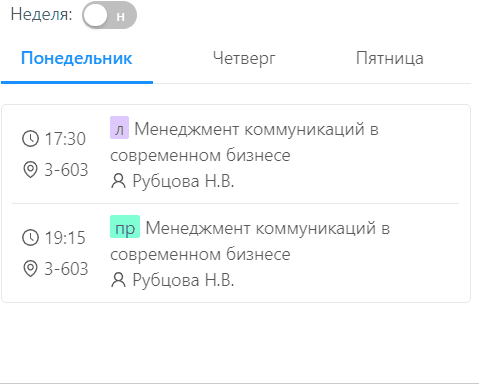 Неделя: н
Понедельник Четверг Пятница
17:30
3-603
л Менеджмент коммуникаций в
современном бизнесе
Рубцова Н.В.
19:15
3-603
пр Менеджмент коммуникаций в
современном бизнесе
Рубцова Н.В.